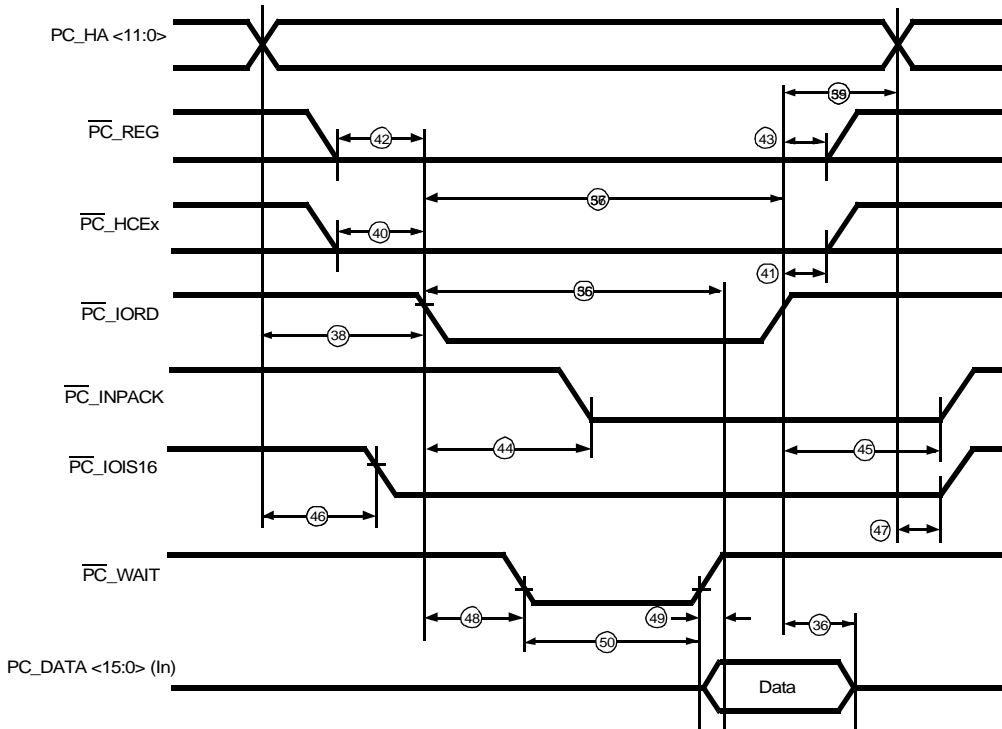 PC_HA <11:0>
PC_REG
42
43
PC_HCEx
40
41
PC_IORD
38
PC_INPACK
44
45
PC_IOIS16
46
47
PC_WAIT
48
49
36
50
PC_DATA <15:0> (In)
Data